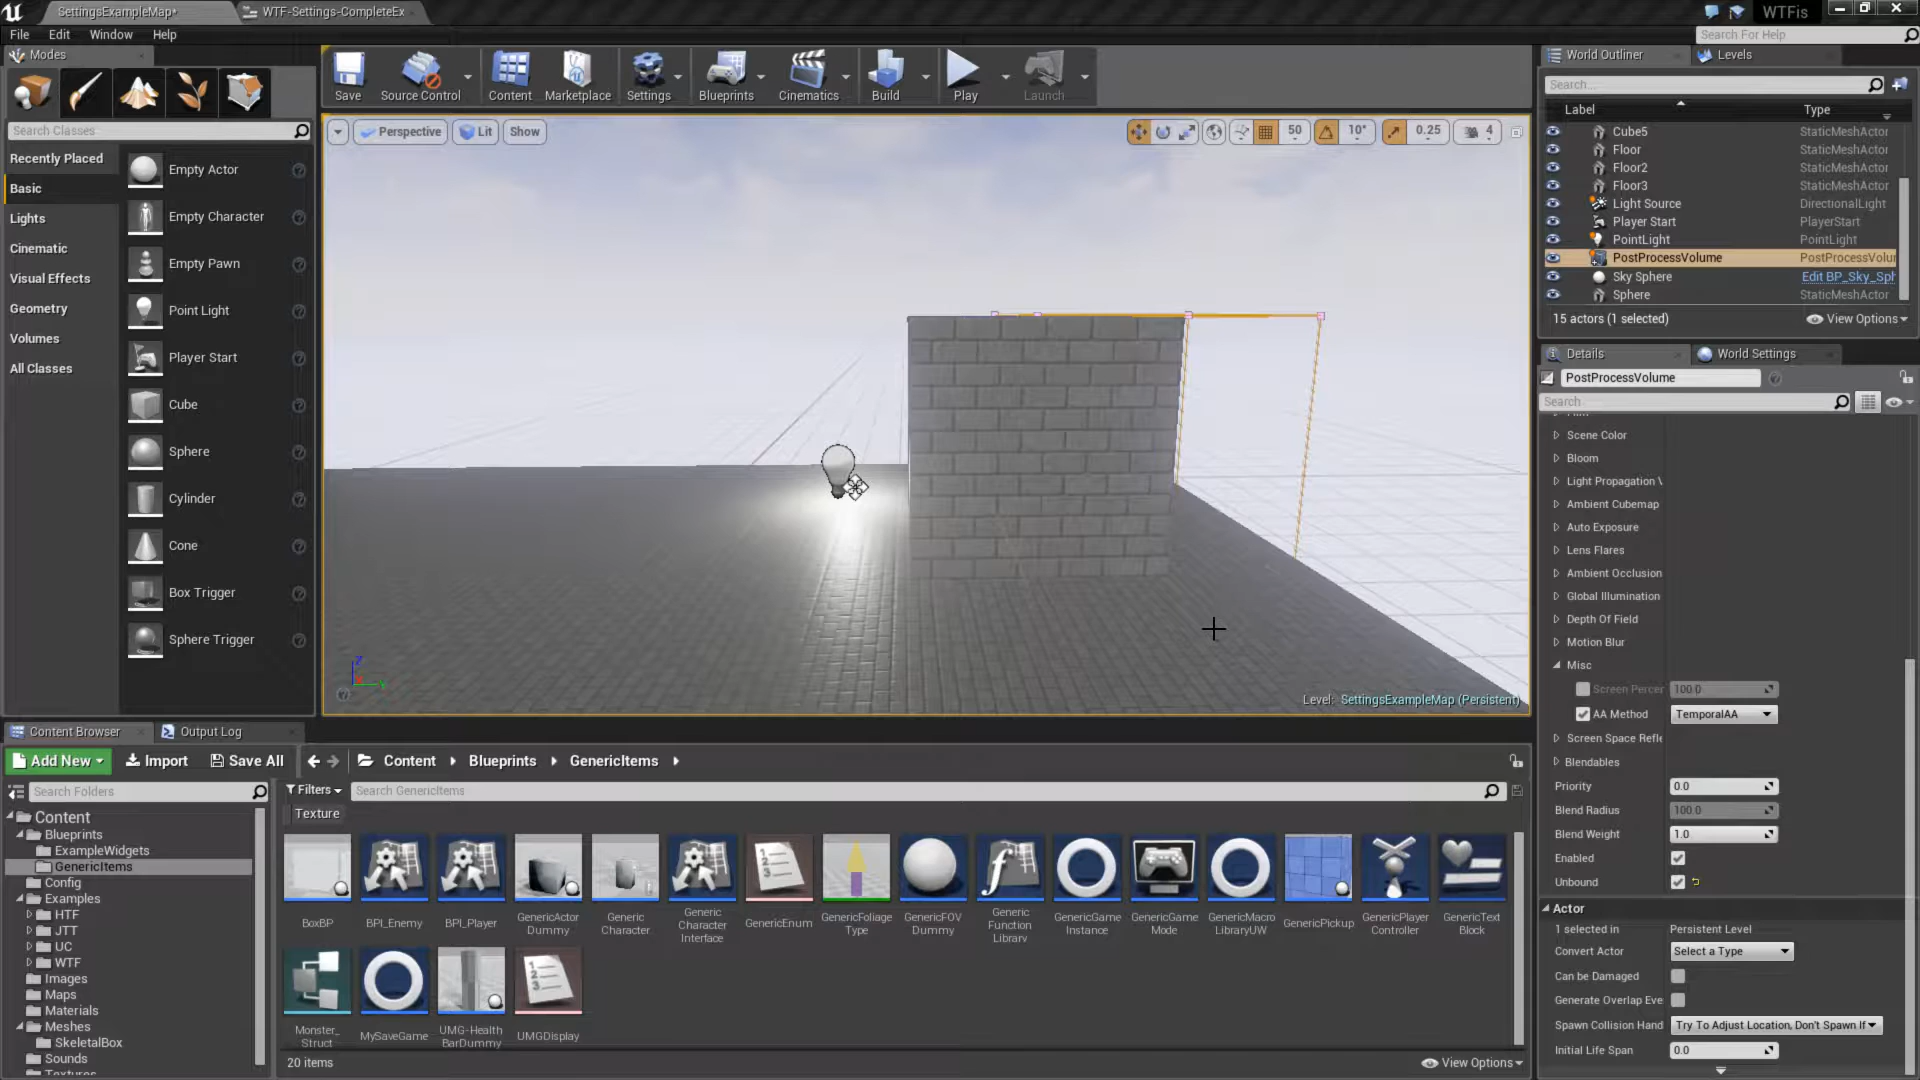 SettingsExampleMap*
WTF-Settings-CompleteEx
WTFis
File Edit Window Help
Search For Help
Modes
Save
Source Control
Content
Marketplace
Settings
Blueprints
Cinematics
Build
Play
Launch
World Outliner
Levels
Search...
Label Type
Cube5 StaticMeshActor
Floor StaticMeshActor
Floor2 StaticMeshActor
Floor3 StaticMeshActor
Light Source DirectionalLight
Player Start PlayerStart
PointLight PointLight
PostProcessVolume PostProcessVolu
Sky Sphere Edit BP_Sky_Sph
Sphere StaticMeshActor
15 actors (1 selected)
View Options
Search Classes
Recently Placed
Basic
Lights
Cinematic
Visual Effects
Geometry
Volumes
All Classes
Empty Actor
Empty Character
Empty Pawn
Point Light
Player Start
Cube
Sphere
Cylinder
Cone
Box Trigger
Sphere Trigger
Perspective
Lit
Show
50
10°
0.25
4
Z
Level: SettingsExampleMap (Persistent)
Details
World Settings
PostProcessVolume
Search
Scene Color
Bloom
Light Propagation V
Ambient Cubemap
Auto Exposure
Lens Flares
Ambient Occlusion
Global Illumination
Depth Of Field
Motion Blur
Misc
Screen Percer 100.0
AA Method TemporalAA
Screen Space Refle
Blendables
Priority 0.0
Blend Radius 100.0
Blend Weight 1.0
Enabled
Unbound
Actor
1 selected in Persistent Level
Convert Actor Select a Type
Can be Damaged
Generate Overlap Eve
Spawn Collision Hand Try To Adjust Location, Don't Spawn If
Initial Life Span 0.0
Content Browser
Output Log
Add New
Import
Save All
Content
Blueprints
GenericItems
Search Folders
Filters
Search GenericItems
Texture
Content
Blueprints
ExampleWidgets
GenericItems
Config
Examples
HTF
JTT
UC
WTF
Images
Maps
Materials
Meshes
SkeletalBox
Sounds
Textures
BoxBP
BPI_Enemy
BPI_Player
GenericActor
Dummy
Generic
Character
Generic
Character
Interface
GenericEnum
GenericFoliage
Type
GenericFOV
Dummy
Generic
Function
Library
GenericGame
Instance
GenericGame
Mode
GenericMacro
LibraryUW
GenericPickup
GenericPlayer
Controller
GenericText
Block
Monster_
Struct
MySaveGame
UMG-Health
BarDummy
UMGDisplay
20 items
View Options